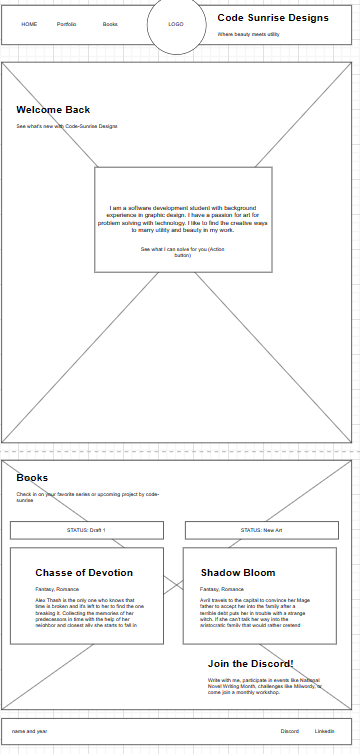 HOME Portfolio Books LOGO Code Sunrise Designs
Where beauty meets utility
Welcome Back
See what's new with Code-Sunrise Designs
I am a software development student with background
experience in graphic design. I have a passion for art for
problem solving with technology. I like to find the creative ways
to marry utility and beauty in my work.
See what I can solve for you (Action
button)
Books
Check in on your favorite series or upcoming project by code-
sunrise
STATUS: Draft 1
STATUS: New Art
Chasse of Devotion
Fantasy, Romance
Alex Thash is the only one who knows that
time is broken and it's left to her to find the one
breaking it. Collecting the memories of her
predecessors in time with the help of her
neighbor and closest ally she starts to fall in
Shadow Bloom
Fantasy, Romance
Avril travels to the capital to convince her Mage
father to accept her into the family after a
terrible debt puts her in trouble with a strange
witch. If she can't talk her way into the
aristocratic family that would rather pretend
Join the Discord!
Write with me, participate in events like National
Novel Writing Month, challenges like Milwordy, or
come join a monthly workshop.
name and year Discord Linkedin